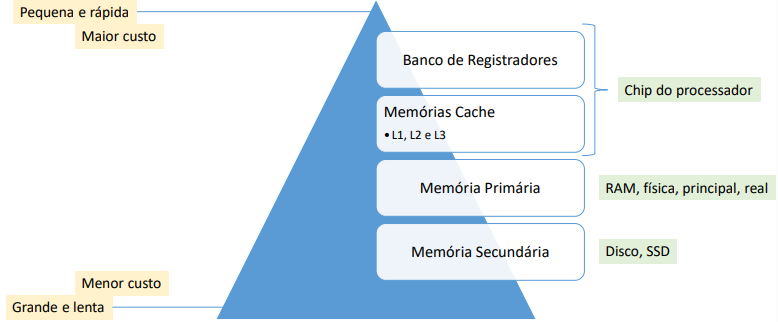 Pequena e rápida
Maior custo
Banco de Registradores
Chip do processador
Memórias Cache
• L1, L2 e L3
Memória Primária
RAM, física, principal, real
Memória Secundária
Disco, SSD
Menor custo
Grande e lenta